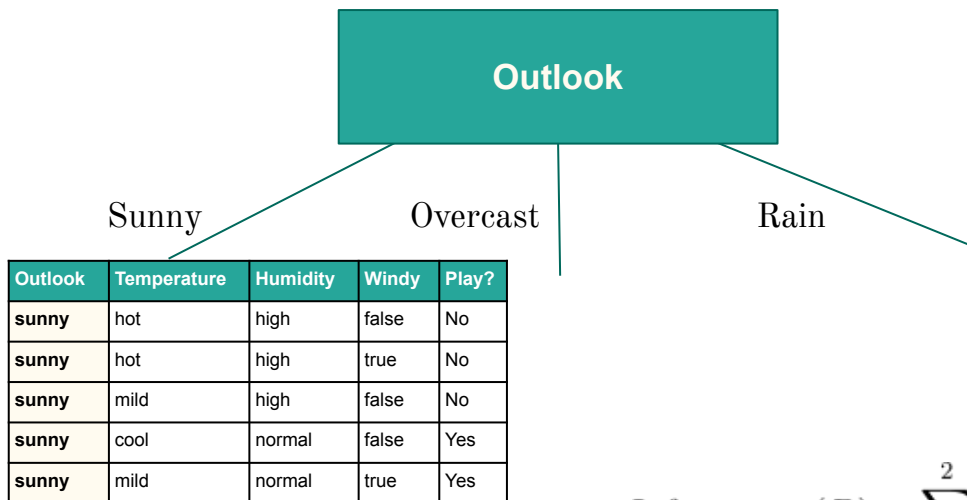 Outlook
Sunny Overcast Rain
Outlook Temperature Humidity Windy Play?
sunny hot high false No
sunny hot high true No
sunny mild high false No
sunny cool normal false Yes
sunny mild normal true Yes
2